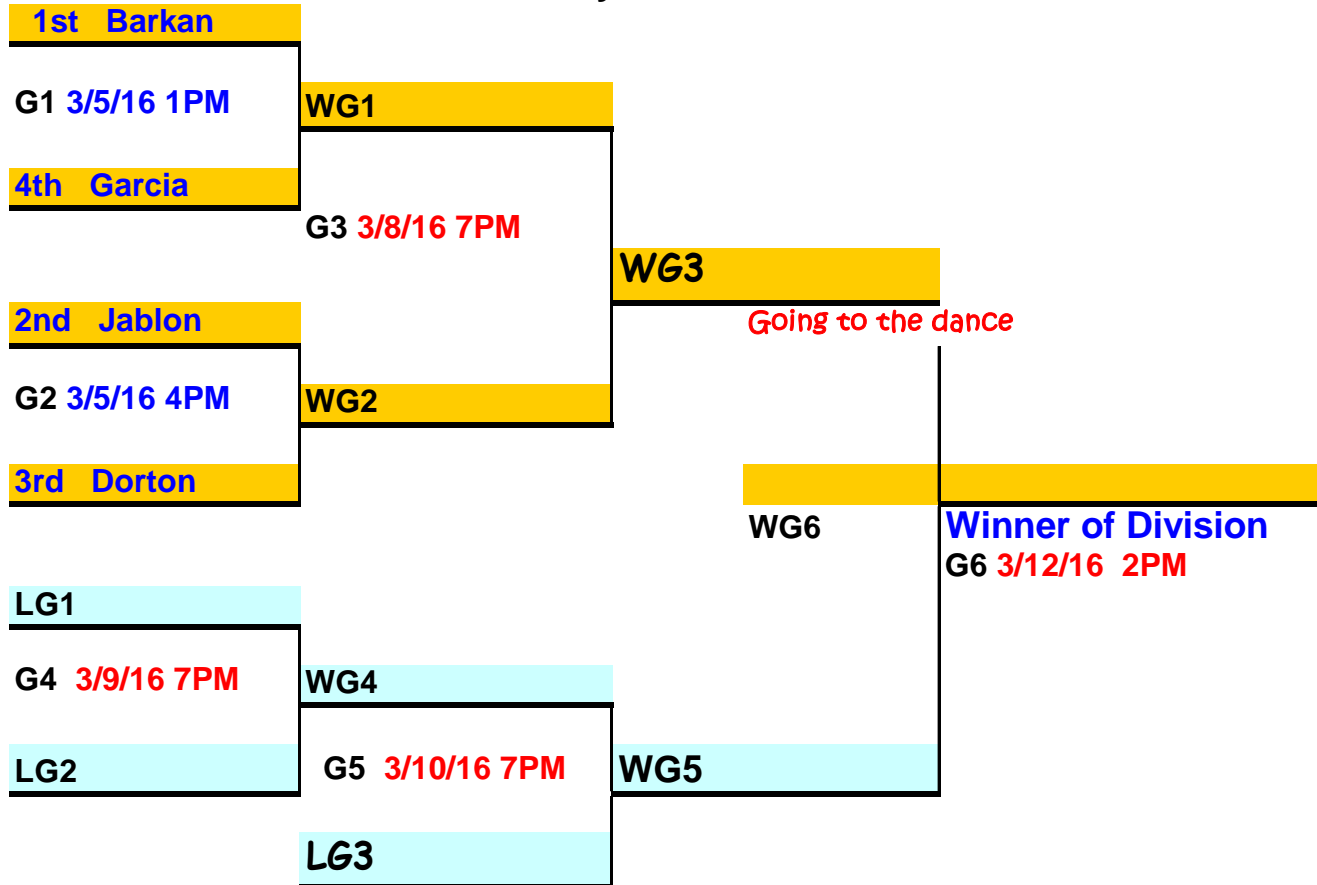 1st Barkan
G1 3/5/16 1PM
WG1
4th Garcia
G3 3/8/16 7PM
WG3
2nd Jablon
Going to the dance
G2 3/5/16 4PM
WG2
3rd Dorton
WG6
Winner of Division
G6 3/12/16 2PM
LG1
G4 3/9/16 7PM
WG4
LG2
G5 3/10/16 7PM
WG5
LG3